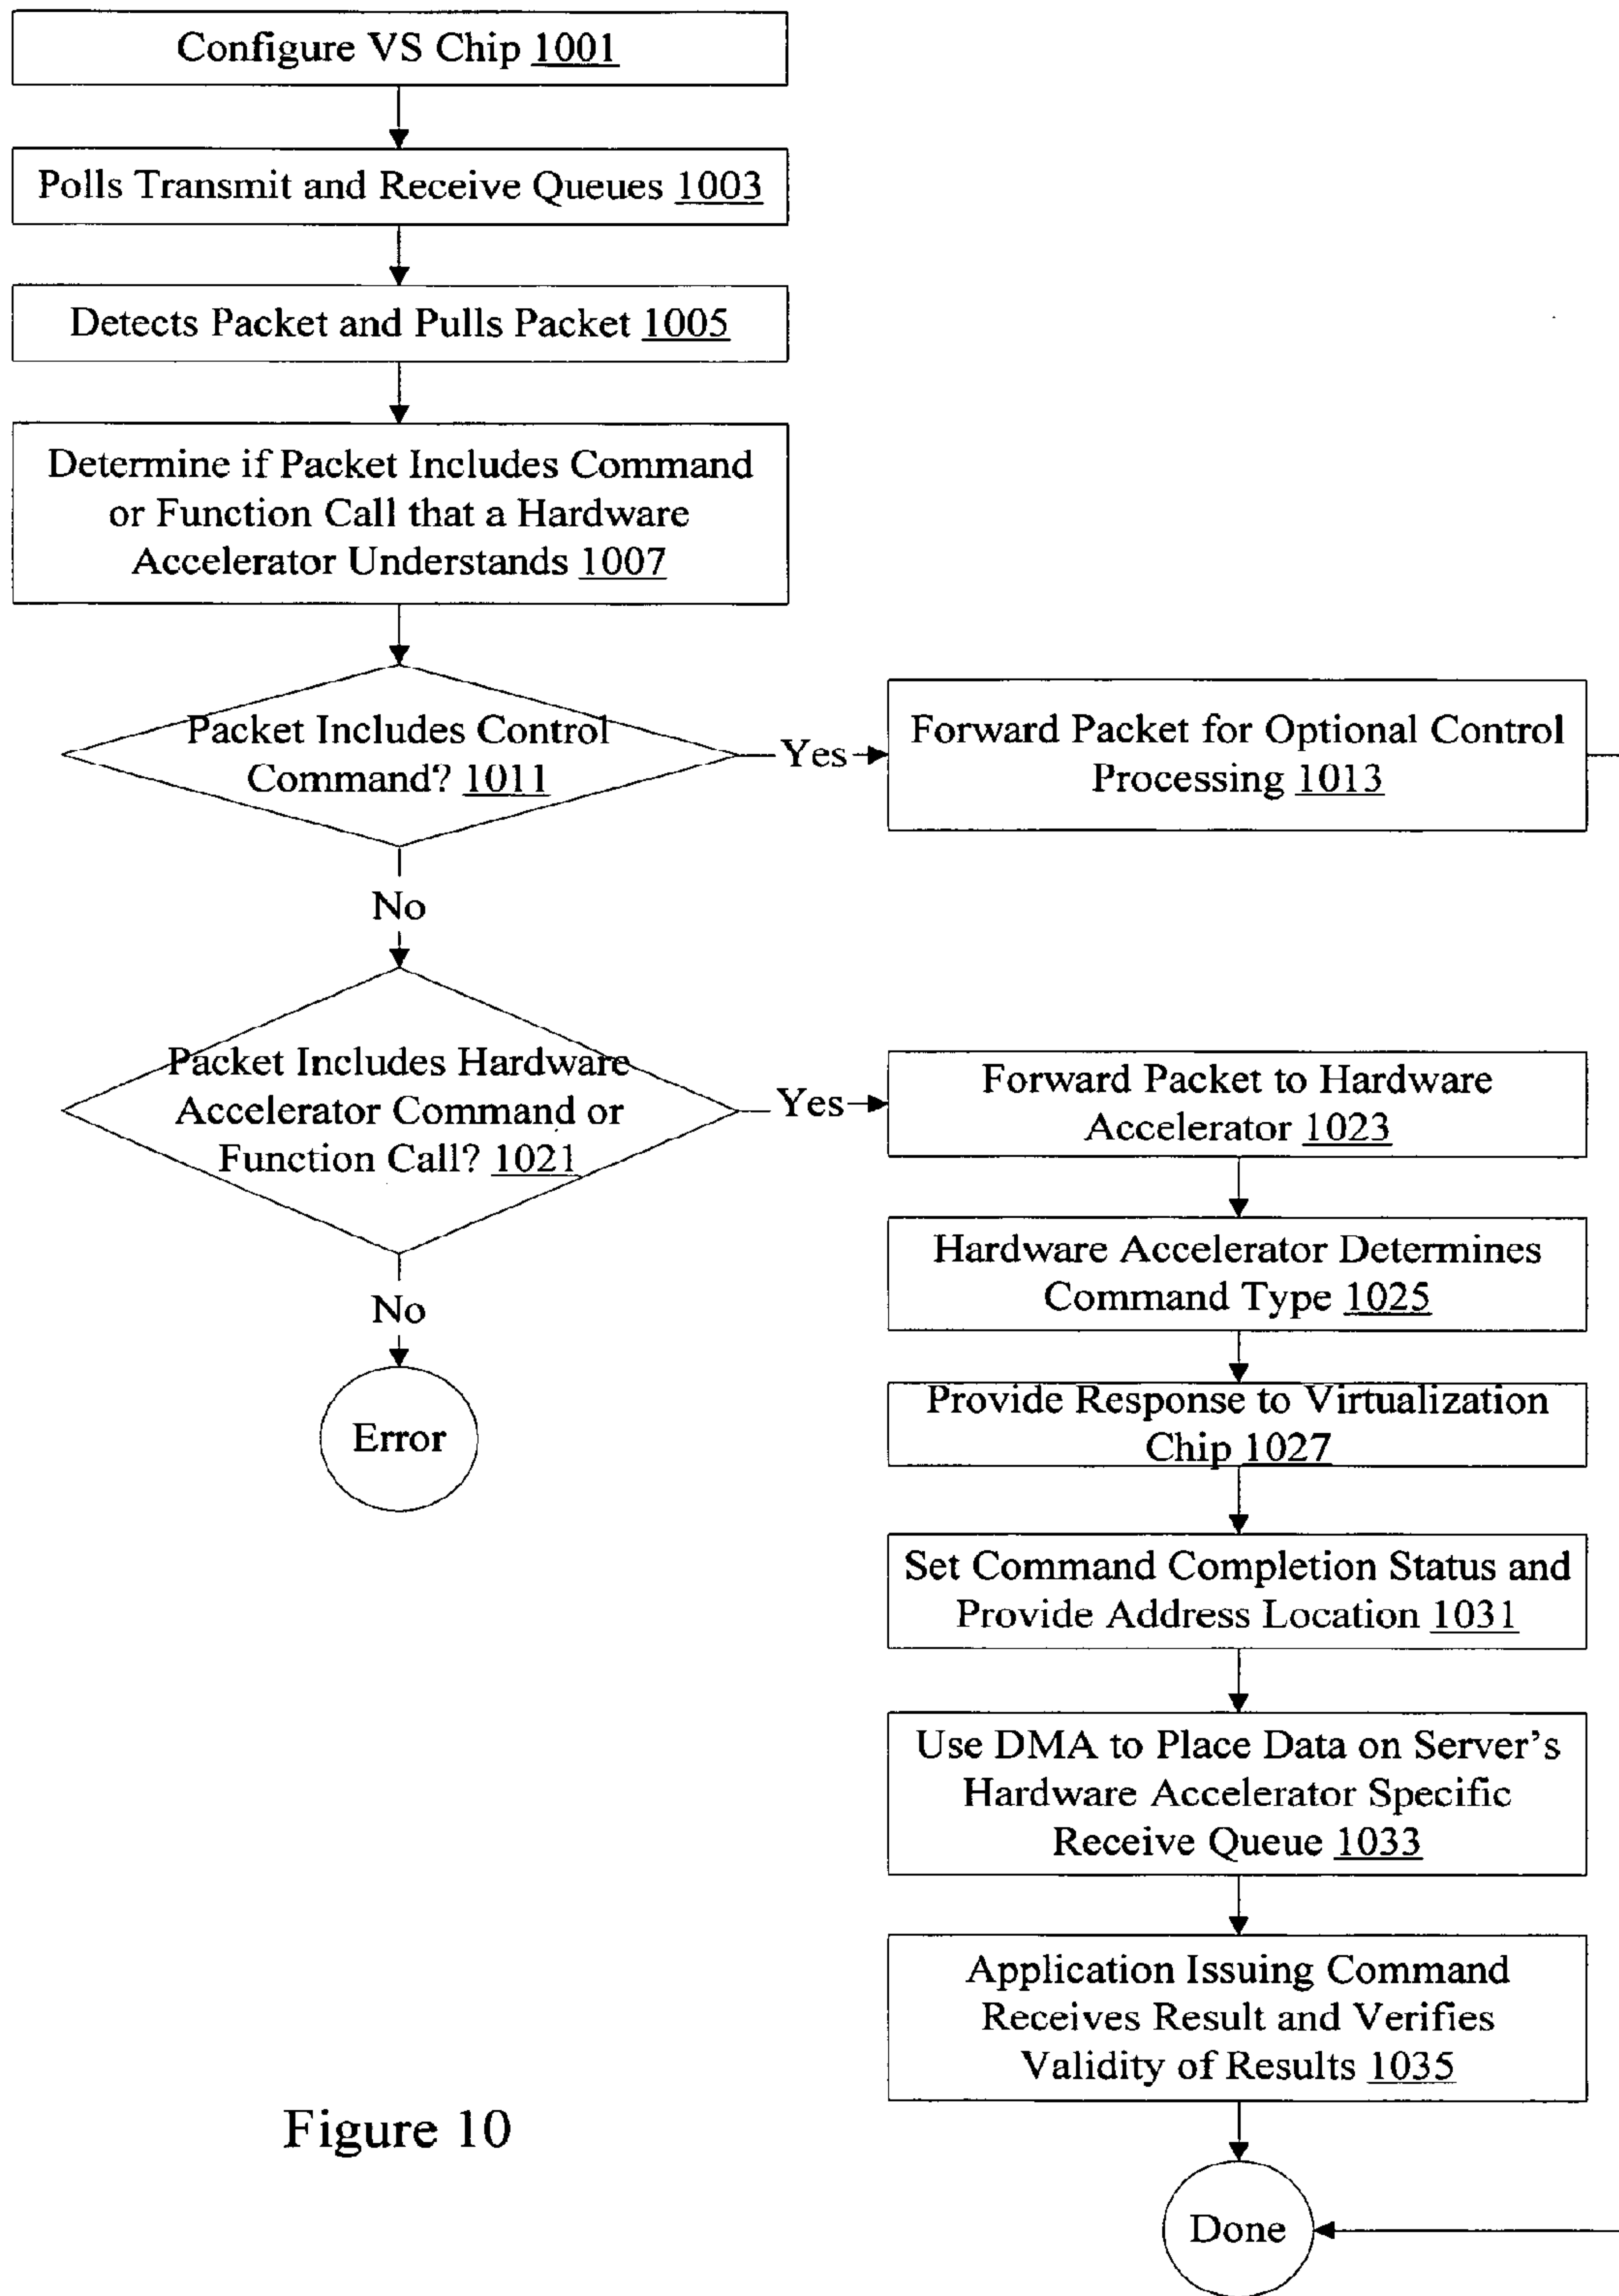 Configure VS Chip 1001
Polls Transmit and Receive Queues 1003
Detects Packet and Pulls Packet 1005
Determine if Packet Includes Command
or Function Call that a Hardware
Accelerator Understands 1007
Packet Includes Control
Command? 1011
Yes
Forward Packet for Optional Control
Processing 1013
No
Packet Includes Hardware
Accelerator Command or
Function Call? 1021
Yes
Forward Packet to Hardware
Accelerator 1023
Hardware Accelerator Determines
Command Type 1025
No
Error
Provide Response to Virtualization
Chip 1027
Set Command Completion Status and
Provide Address Location 1031
Use DMA to Place Data on Server's
Hardware Accelerator Specific
Receive Queue 1033
Application Issuing Command
Receives Result and Verifies
Validity of Results 1035
Figure 10
Done